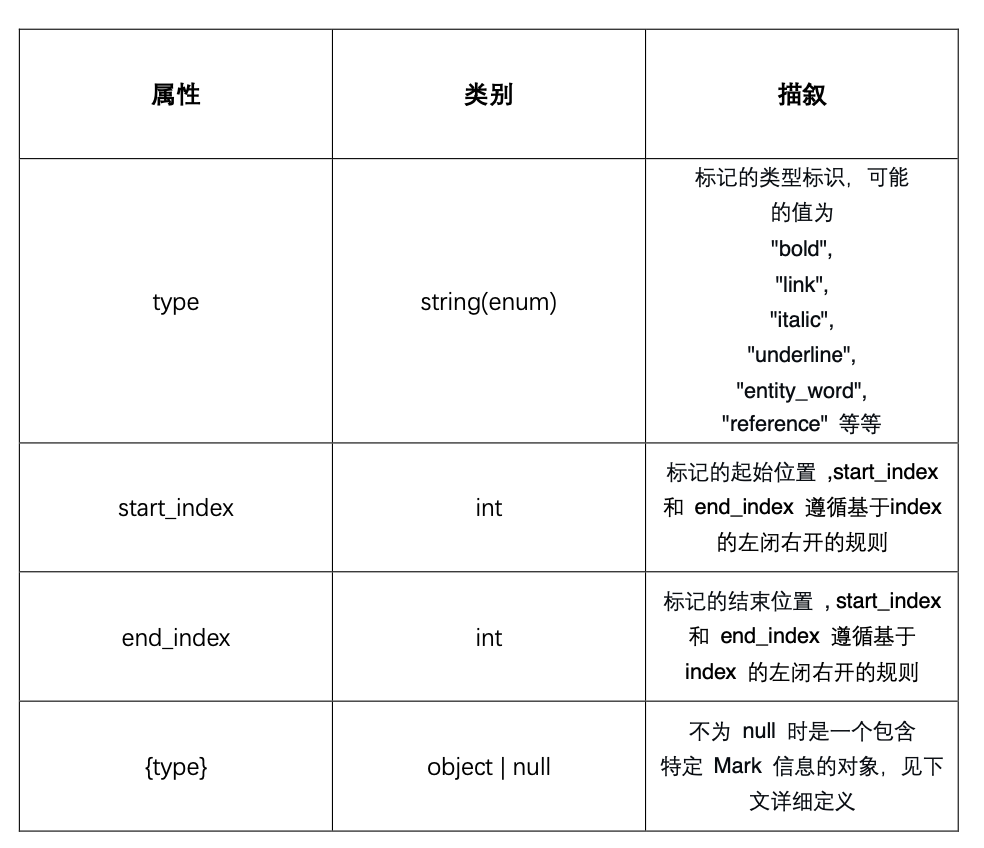 属性
类别
描叙
type
string(enum)
标记的类型标识，可能
的值为
"bold",
"link",
"italic",
"underline",
"entity_word",
"reference" 等等
start_index
int
标记的起始位置 ,start_index
和 end_index 遵循基于index
的左闭右开的规则
end_index
int
标记的结束位置 , start_index
和 end_index 遵循基于
index 的左闭右开的规则
{type}
object | null
不为 null 时是一个包含
特定 Mark 信息的对象，见下
文详细定义